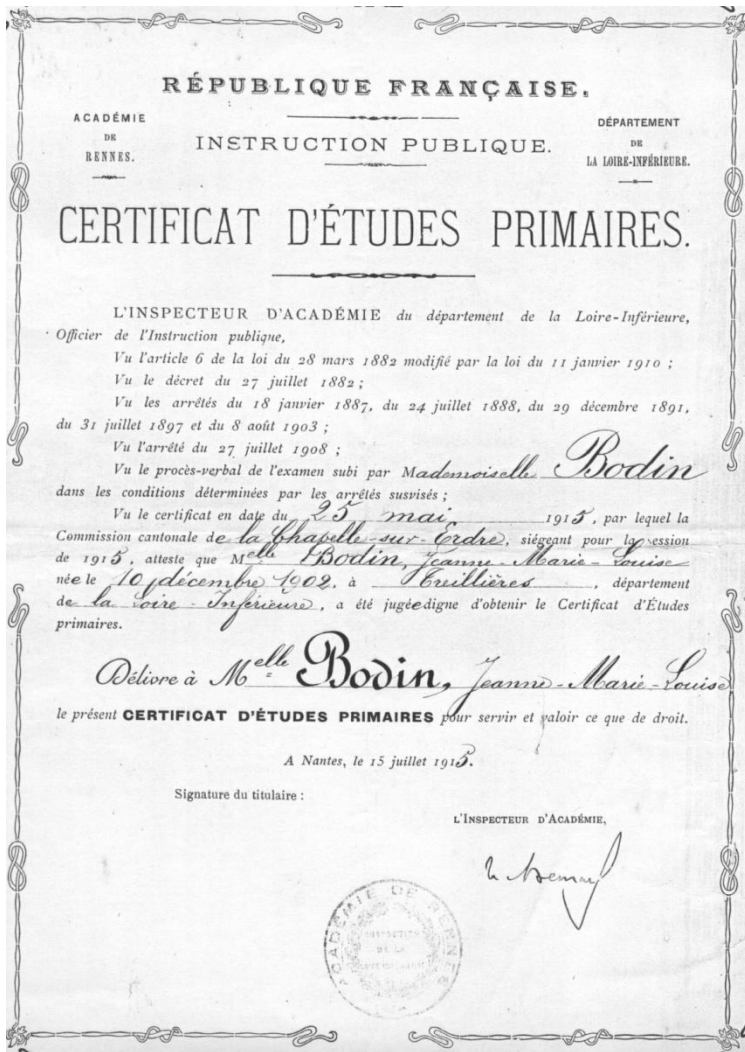 RÉPUBLIQUE FRANÇAISE.
ACADÉMIE
DE
RENNES.
INSTRUCTION PUBLIQUE.
DÉPARTEMENT
DE
LA LOIRE-INFÉRIEURE.
CERTIFICAT D'ÉTUDES PRIMAIRES.
L'INSPECTEUR D'ACADÉMIE du département de la Loire-Inférieure,
Officier de l'Instruction publique,
Vu l'article 6 de la loi du 28 mars 1882 modifié par la loi du 11 janvier 1910 ;
Vu le décret du 27 juillet 1882 ;
Vu les arrêtés du 18 janvier 1887, du 24 juillet 1888, du 29 décembre 1891,
du 31 juillet 1897 et du 8 août 1903 ;
Vu l'arrêté du 27 juillet 1908 ;
Vu le procès-verbal de l'examen subi par Mademoiselle Bodin
dans les conditions déterminées par les arrêtés susvisés ;
Vu le certificat en date du 25 mai 1915, par lequel la
Commission cantonale de la Chapelle-sur-Erdre, siégeant pour la session
de 1915, atteste que Melle Bodin, Jeanne-Marie-Louise
née le 10 décembre 1902, à Treillières, département
de la Loire-Inférieure, a été jugée digne d'obtenir le Certificat d'Études
primaires.
Délivré à Melle Bodin, Jeanne-Marie-Louise
le présent CERTIFICAT D'ÉTUDES PRIMAIRES pour servir et valoir ce que de droit.
A Nantes, le 15 juillet 1915.
Signature du titulaire :
L'INSPECTEUR D'ACADÉMIE,
ACADÉMIE DE RENNES
INSPECTION
DE LA